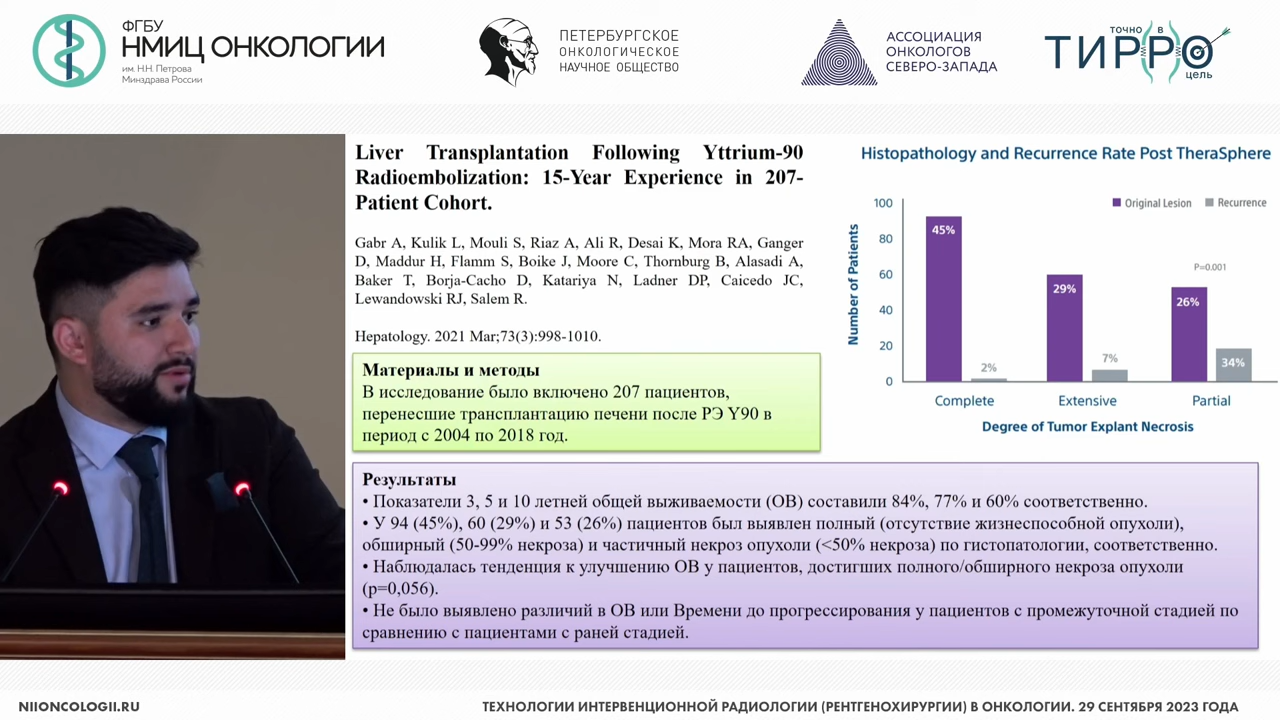 ФГБУ
НМИЦ ОНКОЛОГИИ
им. Н.Н. Петрова
Минздрава России
ПЕТЕРБУРГСКОЕ
ОНКОЛОГИЧЕСКОЕ
НАУЧНОЕ ОБЩЕСТВО
АССОЦИАЦИЯ
ОНКОЛОГОВ
СЕВЕРО-ЗАПАДА
ТОЧНО В
ТИРРО
цель
Liver Transplantation Following Yttrium-90
Radioembolization: 15-Year Experience in 207-
Patient Cohort.
Gabr A, Kulik L, Mouli S, Riaz A, Ali R, Desai K, Mora RA, Ganger
D, Maddur H, Flamm S, Boike J, Moore C, Thornburg B, Alasadi A,
Baker T, Borja-Cacho D, Katariya N, Ladner DP, Caicedo JC,
Lewandowski RJ, Salem R.
Hepatology. 2021 Mar;73(3):998-1010.
Материалы и методы
В исследование было включено 207 пациентов,
перенесшие трансплантацию печени после РЭ Y90 в
период с 2004 по 2018 год.
Histopathology and Recurrence Rate Post TheraSphere
Original Lesion
Recurrence
Number of Patients
100
80
60
40
20
0
45%
2%
29%
7%
P=0.001
26%
34%
Complete
Extensive
Partial
Degree of Tumor Explant Necrosis
Результаты
• Показатели 3, 5 и 10 летней общей выживаемости (ОВ) составили 84%, 77% и 60% соответственно.
• У 94 (45%), 60 (29%) и 53 (26%) пациентов был выявлен полный (отсутствие жизнеспособной опухоли),
обширный (50-99% некроза) и частичный некроз опухоли (<50% некроза) по гистопатологии, соответственно.
• Наблюдалась тенденция к улучшению ОВ у пациентов, достигших полного/обширного некроза опухоли
(p=0,056).
• Не было выявлено различий в ОВ или Времени до прогрессирования у пациентов с промежуточной стадией по
сравнению с пациентами с раней стадией.
NIIONCOLOGII.RU
ТЕХНОЛОГИИ ИНТЕРВЕНЦИОННОЙ РАДИОЛОГИИ (РЕНТГЕНОХИРУРГИИ) В ОНКОЛОГИИ. 29 СЕНТЯБРЯ 2023 ГОДА